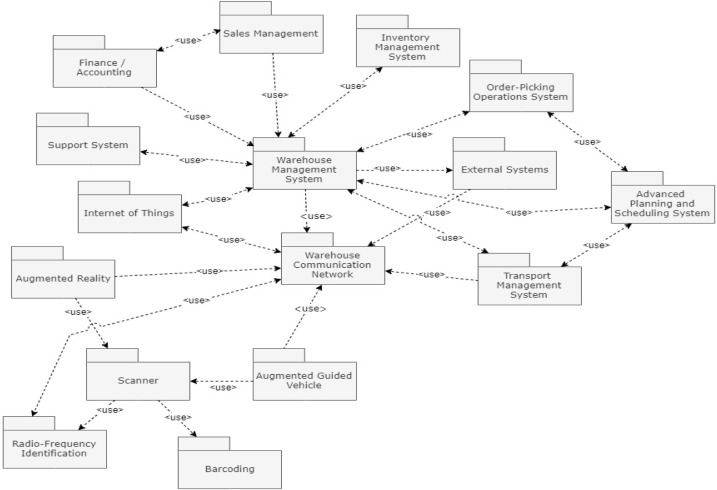 Sales Management
<use>
Finance /
Accounting
Inventory
Management
System
<use>
<use>
<use>
Order-Picking
Operations System
<use>
<use>
Support System
<use>
Warehouse
Management
System
<use>
External Systems
Advanced
Planning and
Scheduling System
<use>
Internet of Things
<use>
<use>
<use>
<use>
<use>
<use>
Warehouse
Communication
Network
Augmented Reality
<use>
<use>
Transport
Management
System
<use>
<use>
<use>
Scanner
<use>
Augmented Guided
Vehicle
<use>
<use>
Radio-Frequency
Identification
Barcoding